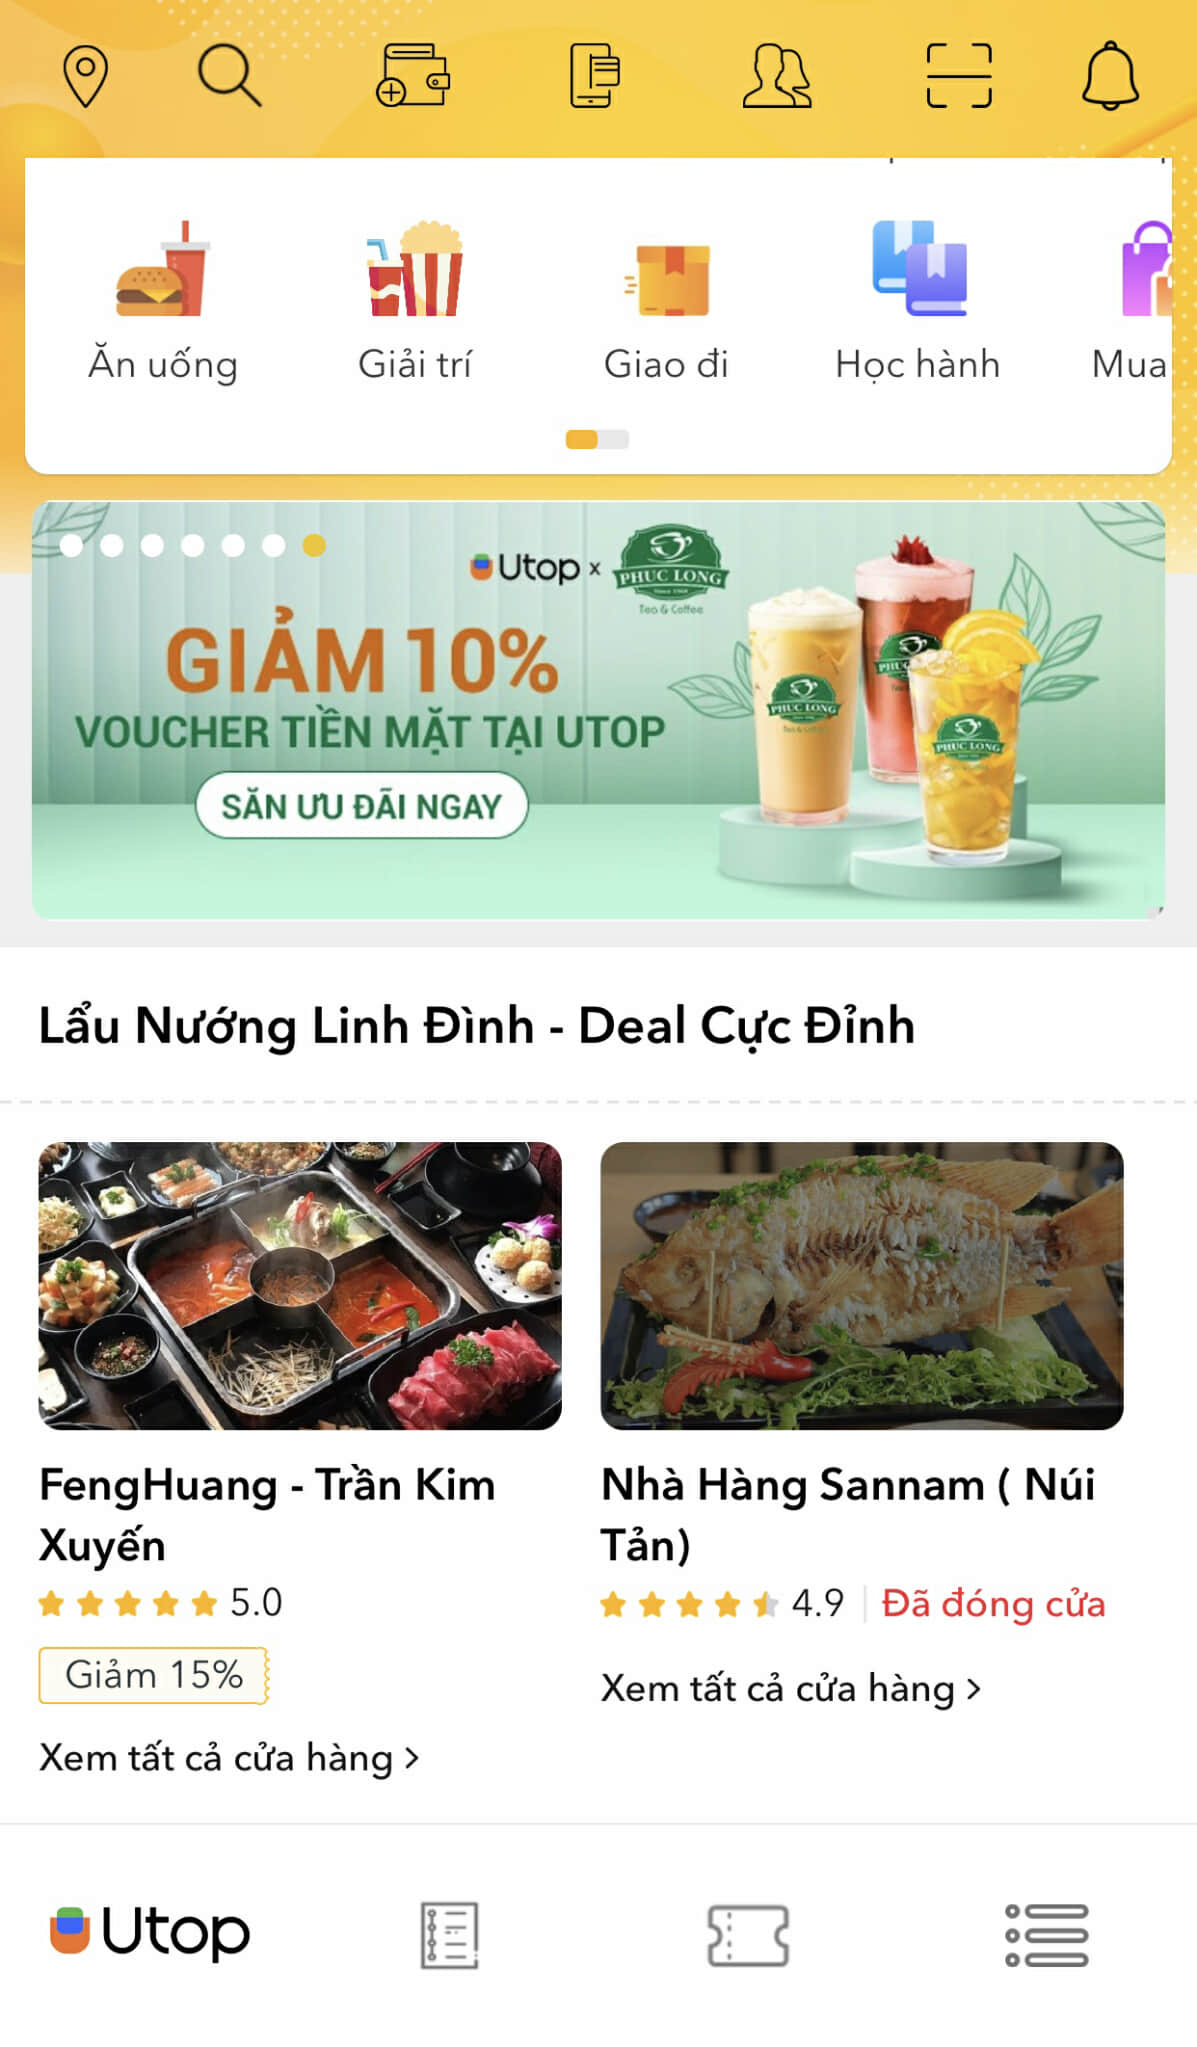 Ăn uống
Giải trí
Giao đi
Học hành
Mua
Utop x PHUC LONG
Tea & Coffee
GIẢM 10%
VOUCHER TIỀN MẶT TẠI UTOP
SĂN ƯU ĐÃI NGAY
PHUC LONG
PHUC LONG
Lẩu Nướng Linh Đình - Deal Cực Đỉnh
FengHuang - Trần Kim
Xuyến
5.0
Giảm 15%
Xem tất cả cửa hàng >
Nhà Hàng Sannam ( Núi
Tản)
4.9 | Đã đóng cửa
Xem tất cả cửa hàng >
Utop